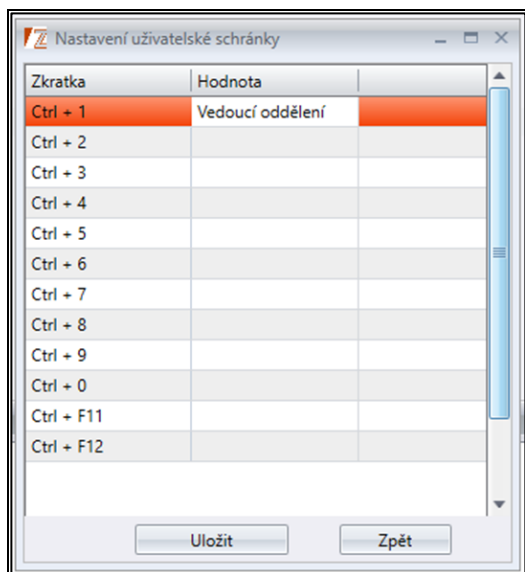 Nastavení uživatelské schránky
Zkratka Hodnota
Ctrl + 1 Vedoucí oddělení
Ctrl + 2
Ctrl + 3
Ctrl + 4
Ctrl + 5
Ctrl + 6
Ctrl + 7
Ctrl + 8
Ctrl + 9
Ctrl + 0
Ctrl + F11
Ctrl + F12
Uložit Zpět